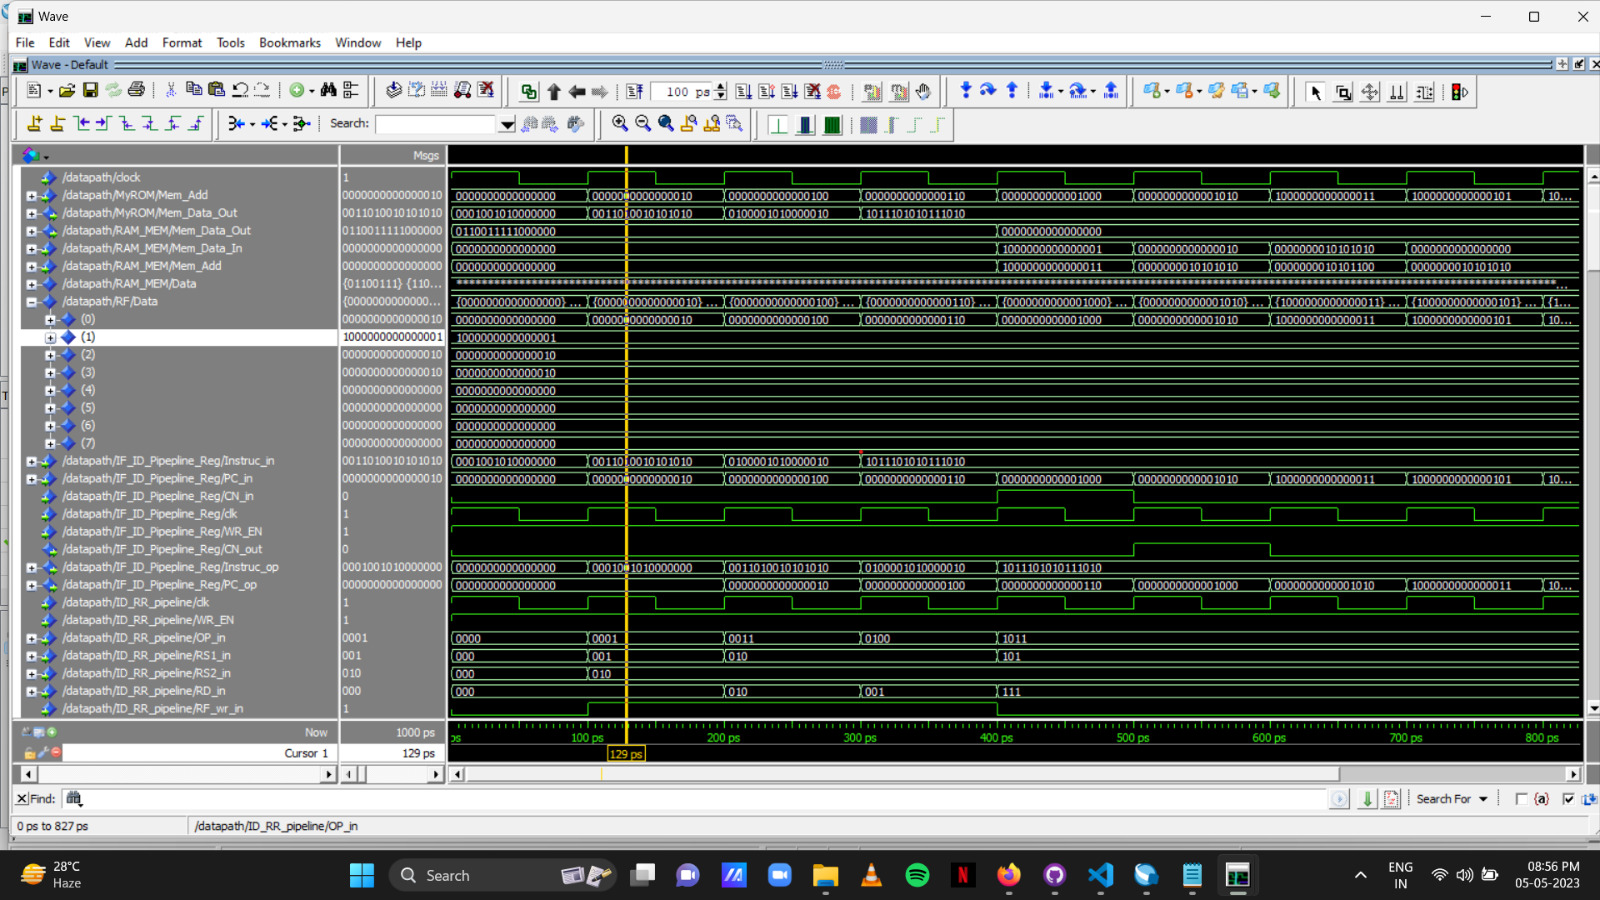 Wave
File Edit View Add Format Tools Bookmarks Window Help
Wave - Default
100 ps
Search:
Msgs
/datapath/clock 1
/datapath/MyROM/Mem_Add 0000000000000010 0000000000000000 0000000000000010 0000000000000100 0000000000000110 0000000000001000 0000000000001010 1000000000000011 1000000000000101 10...
/datapath/MyROM/Mem_Data_Out 0011010010101010 0001001010000000 0011010010101010 0100001010000010 1011101010111010
/datapath/RAM_MEM/Mem_Data_Out 0110011111000000 0110011111000000 0000000000000000
/datapath/RAM_MEM/Mem_Data_In 0000000000000000 0000000000000000 1000000000000001 0000000000000010 0000000010101010 0000000000000000
/datapath/RAM_MEM/Mem_Add 0000000000000000 0000000000000000 1000000000000011 0000000010101010 0000000010101100 0000000010101010
/datapath/RAM_MEM/Data {01100111} {110...
/datapath/RF/Data {0000000000000... {0000000000000000} ... {0000000000000010} ... {0000000000000100} ... {0000000000000110} ... {0000000000001000} ... {0000000000001010} ... {1000000000000011} ... {1000000000000101} ... {1...
(0) 0000000000000010 0000000000000000 0000000000000010 0000000000000100 0000000000000110 0000000000001000 0000000000001010 1000000000000011 1000000000000101 10...
(1) 1000000000000001 1000000000000001
(2) 0000000000000010 0000000000000010
(3) 0000000000000010 0000000000000010
(4) 0000000000000000 0000000000000000
(5) 0000000000000000 0000000000000000
(6) 0000000000000000 0000000000000000
(7) 0000000000000000 0000000000000000
/datapath/IF_ID_Pipepline_Reg/Instruc_in 0011010010101010 0001001010000000 0011010010101010 0100001010000010 1011101010111010
/datapath/IF_ID_Pipepline_Reg/PC_in 0000000000000010 0000000000000000 0000000000000010 0000000000000100 0000000000000110 0000000000001000 0000000000001010 1000000000000011 1000000000000101 10...
/datapath/IF_ID_Pipepline_Reg/CN_in 0
/datapath/IF_ID_Pipepline_Reg/clk 1
/datapath/IF_ID_Pipepline_Reg/WR_EN 1
/datapath/IF_ID_Pipepline_Reg/CN_out 0
/datapath/IF_ID_Pipepline_Reg/Instruc_op 0001001010000000 0000000000000000 0001001010000000 0011010010101010 0100001010000010 1011101010111010
/datapath/IF_ID_Pipepline_Reg/PC_op 0000000000000000 0000000000000000 0000000000000010 0000000000000100 0000000000000110 0000000000001000 0000000000001010 1000000000000011 10...
/datapath/ID_RR_pipeline/clk 1
/datapath/ID_RR_pipeline/WR_EN 1
/datapath/ID_RR_pipeline/OP_in 0001 0000 0001 0011 0100 1011
/datapath/ID_RR_pipeline/RS1_in 001 000 001 010 101
/datapath/ID_RR_pipeline/RS2_in 010 000 010
/datapath/ID_RR_pipeline/RD_in 000 000 010 001 111
/datapath/ID_RR_pipeline/RF_wr_in 1
Now 1000 ps ps 100 ps 200 ps 300 ps 400 ps 500 ps 600 ps 700 ps 800 ps
Cursor 1 129 ps 129 ps
Find: Search For
0 ps to 827 ps /datapath/ID_RR_pipeline/OP_in
28°C
Haze
Search
ENG
IN
08:56 PM
05-05-2023